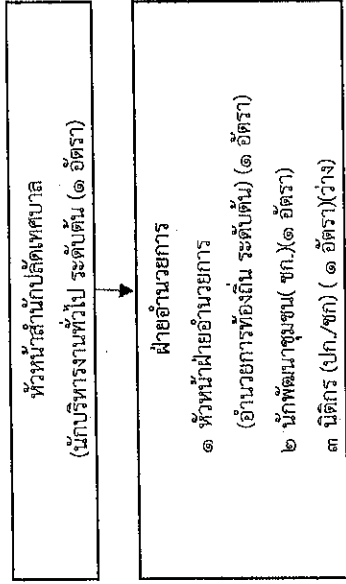 หัวหน้าสำนักปลัดเทศบาล
(นักบริหารงานทั่วไป ระดับต้น (๑ อัตรา)
ฝ่ายอำนวยการ
๑ หัวหน้าฝ่ายอำนวยการ
(อำนวยการท้องถิ่น ระดับต้น) (๑ อัตรา)
๒ นักพัฒนาชุมชน( ชก.)(๑ อัตรา)
๓ นิติกร (ปก./ชก) ( ๑ อัตรา)(ว่าง)